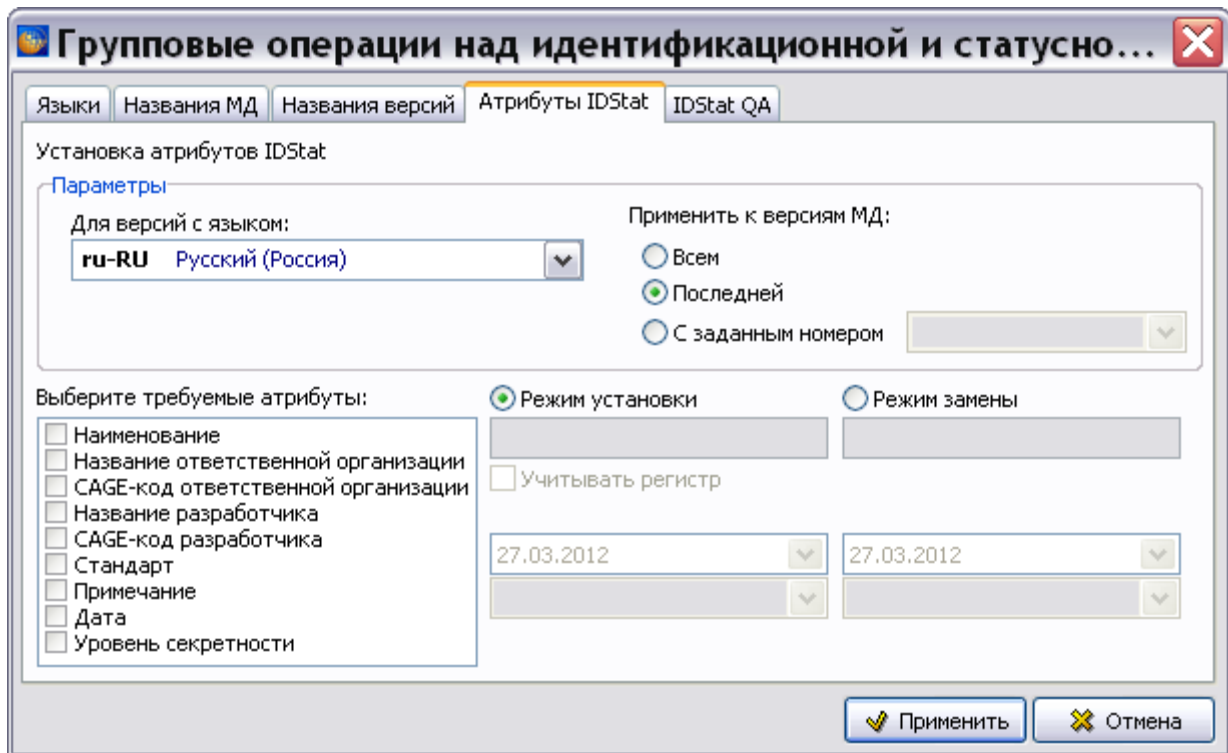 Групповые операции над идентификационной и статусно...
Языки Названия МД Названия версий Атрибуты IDStat IDStat QA
Установка атрибутов IDStat
Параметры
Для версий с языком:
ru-RU Русский (Россия)
Применить к версиям МД:
Всем
Последней
С заданным номером
Выберите требуемые атрибуты:
Наименование
Название ответственной организации
CAGE-код ответственной организации
Название разработчика
CAGE-код разработчика
Стандарт
Примечание
Дата
Уровень секретности
Режим установки
Режим замены
Учитывать регистр
27.03.2012
27.03.2012
Применить
Отмена